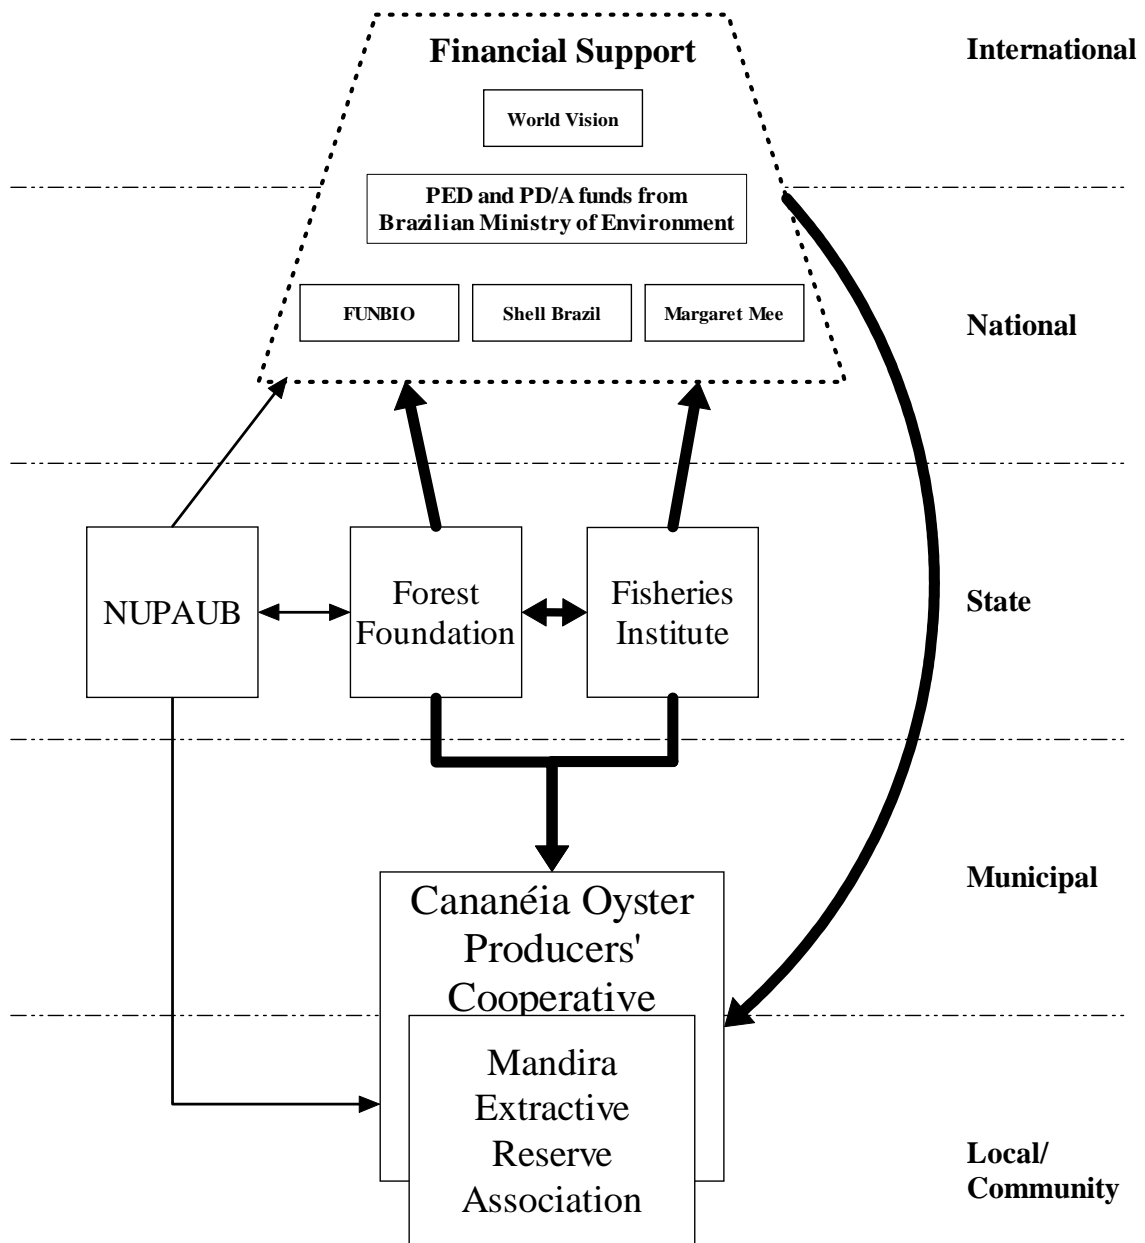 Financial Support
International
World Vision
PED and PD/A funds from
Brazilian Ministry of Environment
FUNBIO
Shell Brazil
Margaret Mee
National
NUPAUB
Forest
Foundation
Fisheries
Institute
State
Cananéia Oyster
Producers'
Cooperative
Municipal
Mandira
Extractive
Reserve
Association
Local/
Community